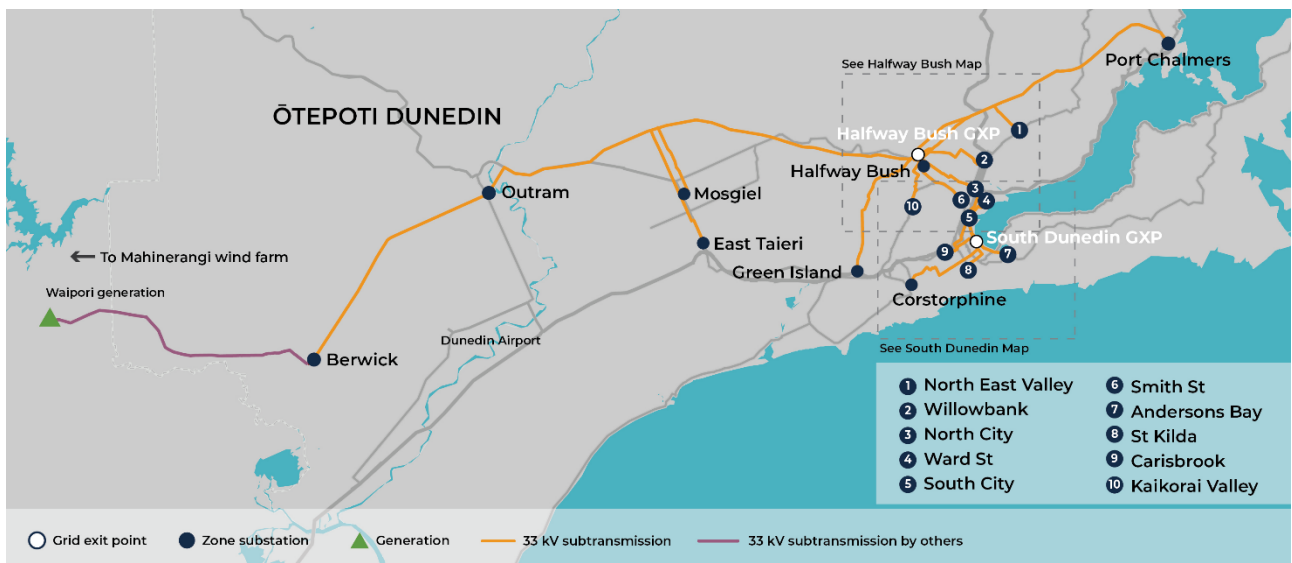 See Halfway Bush Map
Port Chalmers
ŌTEPOTI DUNEDIN
Halfway Bush GXP
1
2
Halfway Bush
3
Outram
Mosgiel
10
6
4
5
South Dunedin GXP
East Taieri
9
7
← To Mahinerangi wind farm
Green Island
8
Waipori generation
Corstorphine
Dunedin Airport
See South Dunedin Map
Berwick
1 North East Valley
2 Willowbank
3 North City
4 Ward St
5 South City
6 Smith St
7 Andersons Bay
8 St Kilda
9 Carisbrook
10 Kaikorai Valley
Grid exit point
Zone substation
Generation
33 kV subtransmission
33 kV subtransmission by others